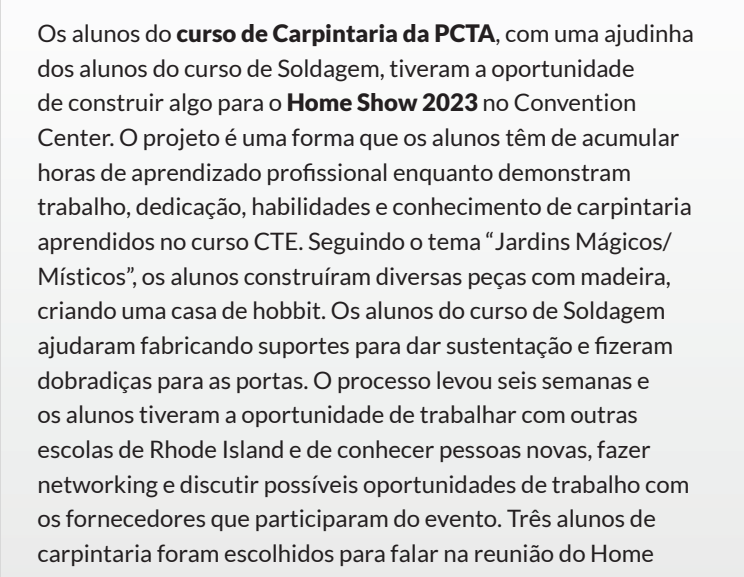 Os alunos do curso de Carpintaria da PCTA, com uma ajudinha
dos alunos do curso de Soldagem, tiveram a oportunidade
de construir algo para o Home Show 2023 no Convention
Center. O projeto é uma forma que os alunos têm de acumular
horas de aprendizado profissional enquanto demonstram
trabalho, dedicação, habilidades e conhecimento de carpintaria
aprendidos no curso CTE. Seguindo o tema “Jardins Mágicos/
Místicos”, os alunos construíram diversas peças com madeira,
criando uma casa de hobbit. Os alunos do curso de Soldagem
ajudaram fabricando suportes para dar sustentação e fizeram
dobradiças para as portas. O processo levou seis semanas e
os alunos tiveram a oportunidade de trabalhar com outras
escolas de Rhode Island e de conhecer pessoas novas, fazer
networking e discutir possíveis oportunidades de trabalho com
os fornecedores que participaram do evento. Três alunos de
carpintaria foram escolhidos para falar na reunião do Home